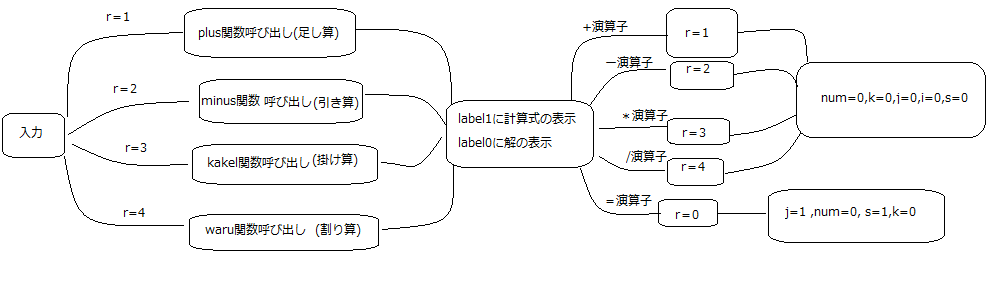 入力
r=1
plus関数呼び出し(足し算)
r=2
minus関数 呼び出し(引き算)
r=3
kakel関数呼び出し(掛け算)
r=4
waru関数呼び出し (割り算)
label1に計算式の表示
label0に解の表示
+演算子
r=1
－演算子
r=2
＊演算子
r=3
/演算子
r=4
=演算子
r=0
num=0,k=0,j=0,i=0,s=0
j=1 ,num=0, s=1,k=0